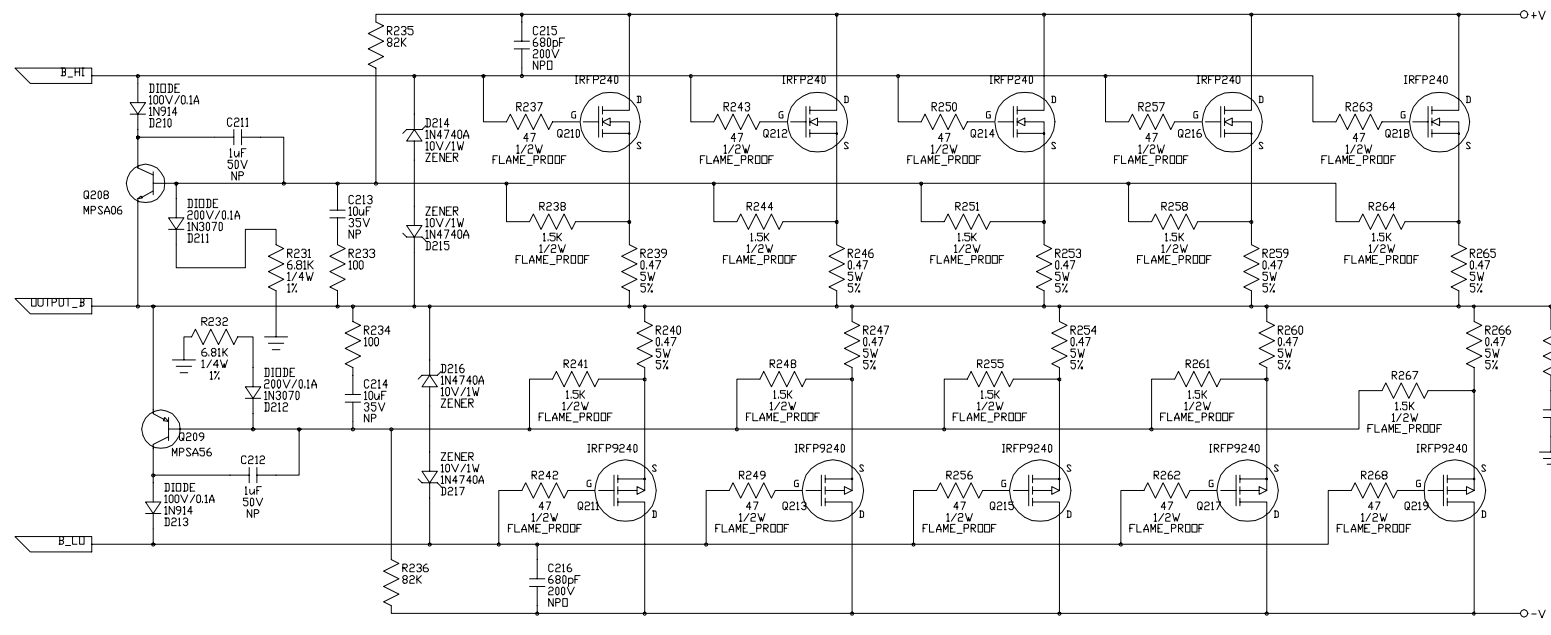 +V
R235
82K
C215
680pF
200V
NPO
B_HI
DIODE
100V/0.1A
1N914
D210
C211
1uF
50V
NP
D214
1N4740A
10V/1W
ZENER
IRFP240
R237
47
1/2W
FLAME_PROOF
G
Q210
D
S
IRFP240
R243
47
1/2W
FLAME_PROOF
G
Q212
D
S
IRFP240
R250
47
1/2W
FLAME_PROOF
G
Q214
D
S
IRFP240
R257
47
1/2W
FLAME_PROOF
G
Q216
D
S
IRFP240
R263
47
1/2W
FLAME_PROOF
G
Q218
D
S
Q208
MPSA06
DIODE
200V/0.1A
1N3070
D211
R231
6.81K
1/4W
1%
C213
10uF
35V
NP
R233
100
ZENER
10V/1W
1N4740A
D215
R238
1.5K
1/2W
FLAME_PROOF
R239
0.47
5W
5%
R244
1.5K
1/2W
FLAME_PROOF
R246
0.47
5W
5%
R251
1.5K
1/2W
FLAME_PROOF
R253
0.47
5W
5%
R258
1.5K
1/2W
FLAME_PROOF
R259
0.47
5W
5%
R264
1.5K
1/2W
FLAME_PROOF
R265
0.47
5W
5%
OUTPUT_B
R232
6.81K
1/4W
1%
DIODE
200V/0.1A
1N3070
D212
R234
100
C214
10uF
35V
NP
D216
1N4740A
10V/1W
ZENER
R240
0.47
5W
5%
R241
1.5K
1/2W
FLAME_PROOF
R247
0.47
5W
5%
R248
1.5K
1/2W
FLAME_PROOF
R254
0.47
5W
5%
R255
1.5K
1/2W
FLAME_PROOF
R260
0.47
5W
5%
R261
1.5K
1/2W
FLAME_PROOF
R266
0.47
5W
5%
R267
1.5K
1/2W
FLAME_PROOF
Q209
MPSA56
C212
1uF
50V
NP
DIODE
100V/0.1A
1N914
D213
ZENER
10V/1W
1N4740A
D217
IRFP9240
R242
47
1/2W
FLAME_PROOF
G
Q211
S
D
IRFP9240
R249
47
1/2W
FLAME_PROOF
G
Q213
S
D
IRFP9240
R256
47
1/2W
FLAME_PROOF
G
Q215
S
D
IRFP9240
R262
47
1/2W
FLAME_PROOF
G
Q217
S
D
IRFP9240
R268
47
1/2W
FLAME_PROOF
G
Q219
S
D
B_LO
R236
82K
C216
680pF
200V
NPO
-V